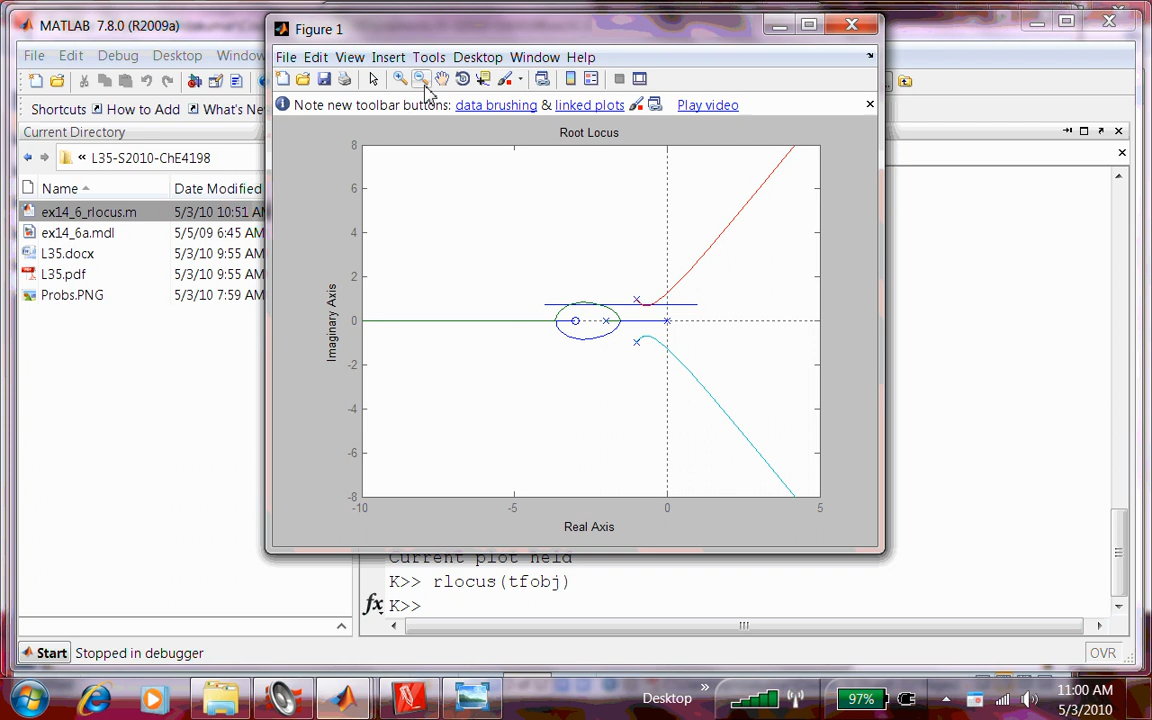 MATLAB 7.8.0 (R2009a)
File Edit Debug Desktop Window
Shortcuts How to Add What's Ne
Current Directory
« L35-S2010-ChE4198
Name Date Modified
ex14_6_rlocus.m 5/3/10 10:51 AM
ex14_6a.mdl 5/5/09 6:45 AM
L35.docx 5/3/10 9:55 AM
L35.pdf 5/3/10 9:55 AM
Probs.PNG 5/3/10 7:59 AM
Figure 1
File Edit View Insert Tools Desktop Window Help
Note new toolbar buttons: data brushing & linked plots Play video
Root Locus
8
6
4
2
0
-2
-4
-6
-8
Imaginary Axis
-10 -5 0 5
Real Axis
Current plot held
K>> rlocus(tfobj)
fx K>>
Start Stopped in debugger
OVR
Desktop » 97% 11:00 AM
5/3/2010